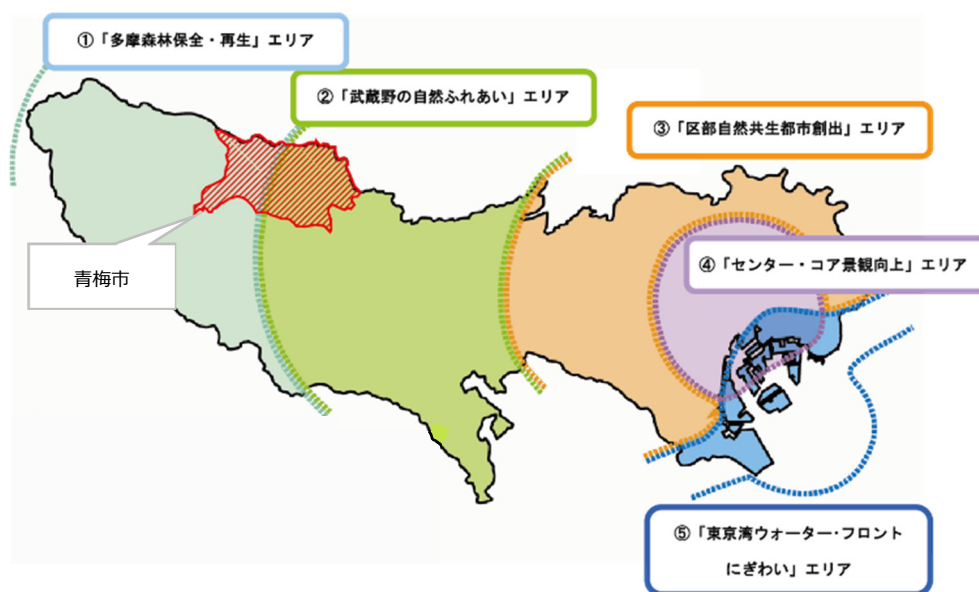 ①「多摩森林保全・再生」エリア
②「武蔵野の自然ふれあい」エリア
③「区部自然共生都市創出」エリア
④「センター・コア景観向上」エリア
青梅市
⑤「東京湾ウォーター・フロント
にぎわい」エリア